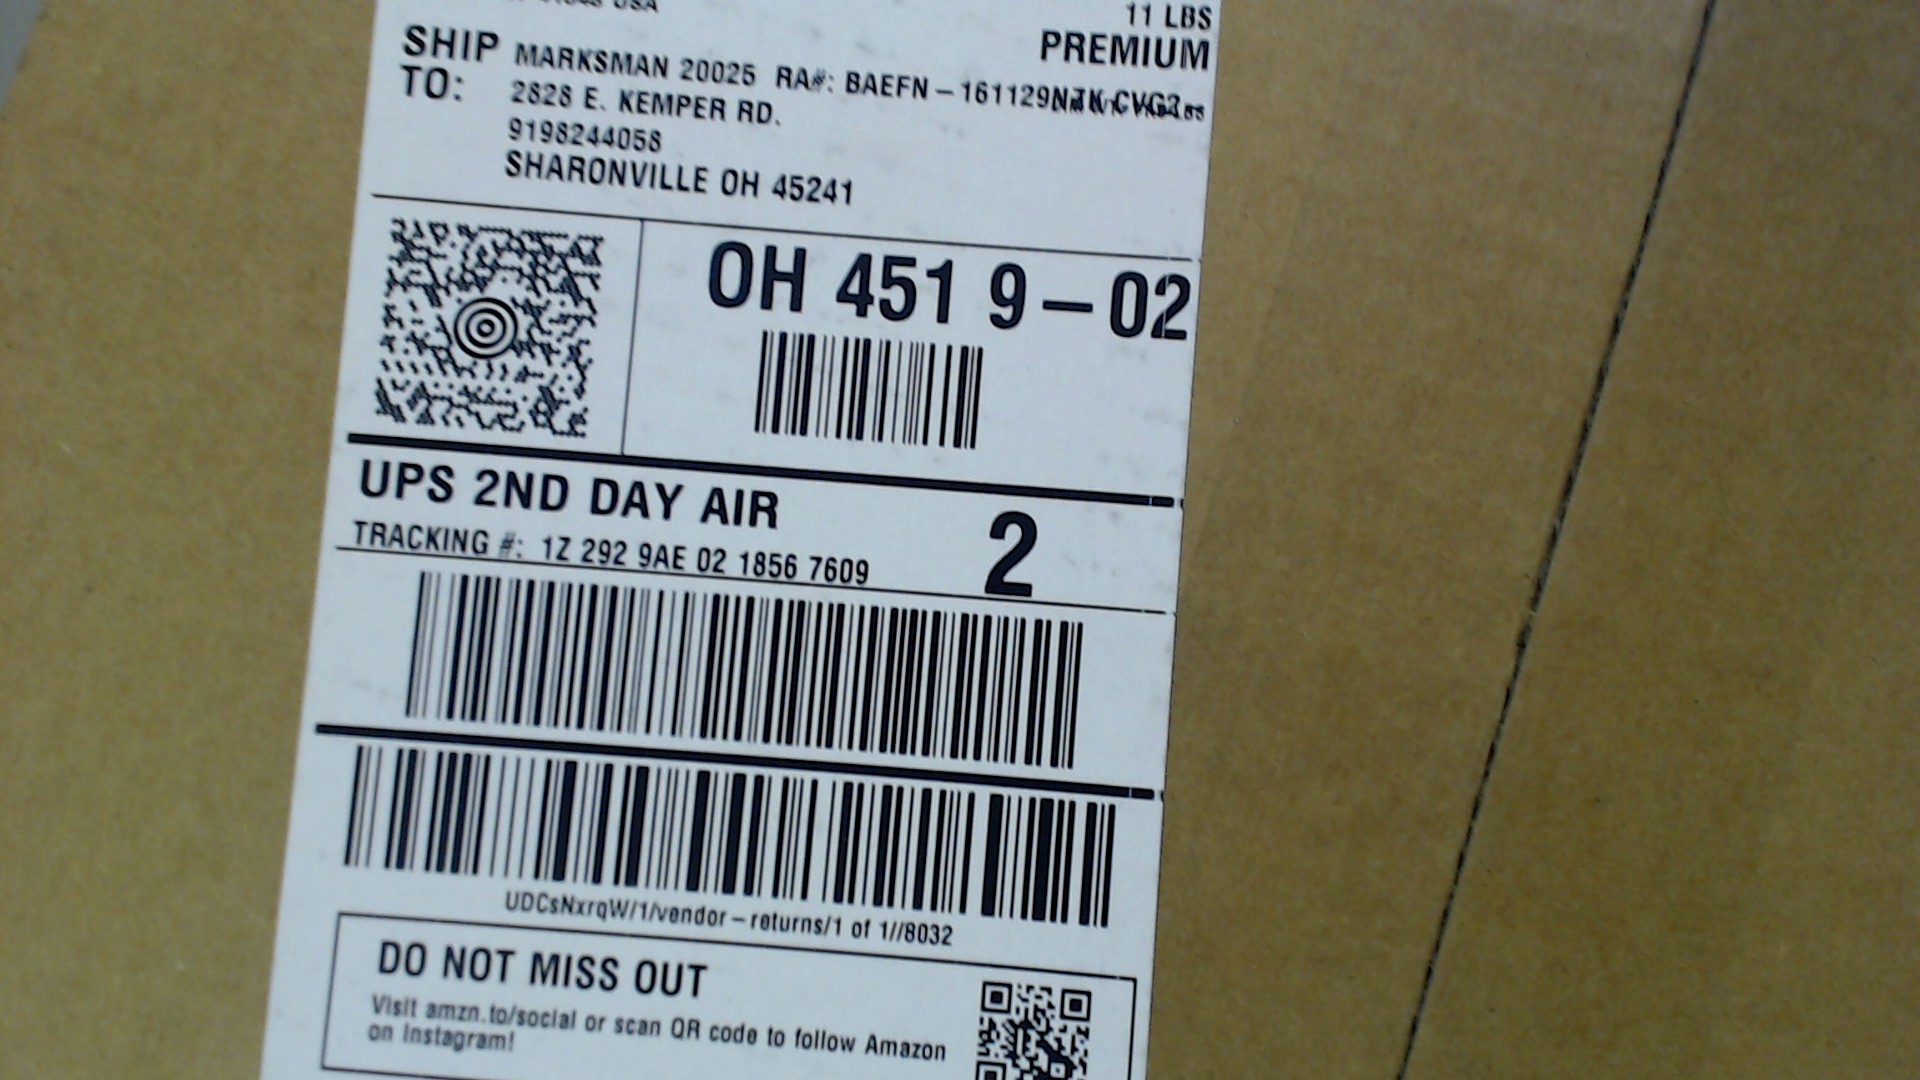 USA
11 LBS
PREMIUM
SHIP TO:
MARKSMAN 20025 RA#: BAEFN-161129
2828 E. KEMPER RD.
9198244058
SHARONVILLE OH 45241
OH 451 9-02
UPS 2ND DAY AIR
TRACKING #: 1Z 292 9AE 02 1856 7609
2
UDCsNxrqW/1/vendor-returns/1 of 1//8032
DO NOT MISS OUT
Visit amzn.to/social or scan QR code to follow Amazon
on Instagram!